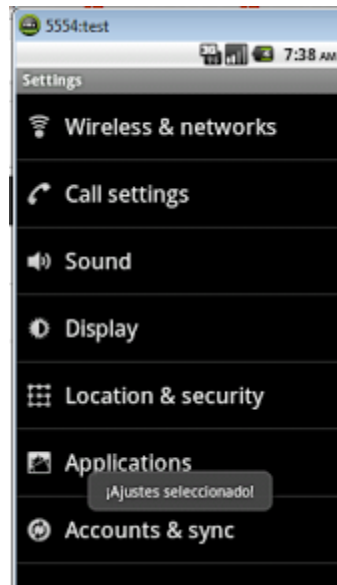 5554:test
3G
7:38 AM
Settings
Wireless & networks
Call settings
Sound
Display
Location & security
Applications
¡Ajustes seleccionado!
Accounts & sync